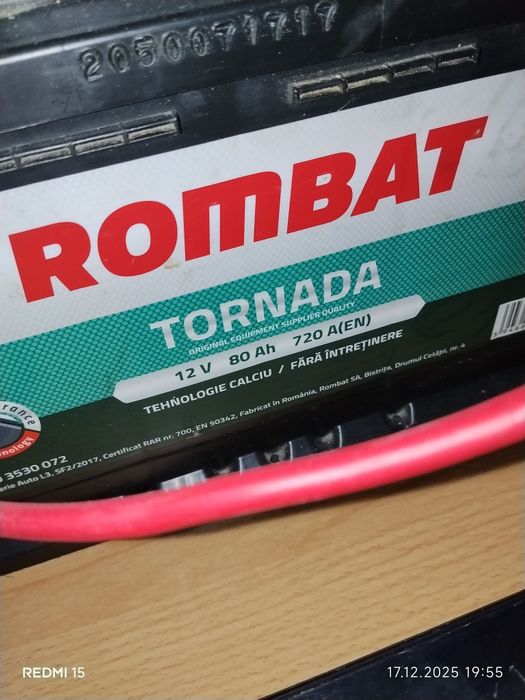 2050071717
ROMBAT
TORNADA
ORIGINAL EQUIPMENT SUPPLIER QUALITY
12 V 80 Ah 720 A(EN)
TEHNOLOGIE CALCIU / FĂRĂ ÎNTREȚINERE
3530 072
Auto L3, SF2/2017, Certificat RAR nr. 700, EN 50342, Fabricat în România, Rombat SA, Bistrița, Drumul Cetății, nr. 4
REDMI 15
17.12.2025 19:55